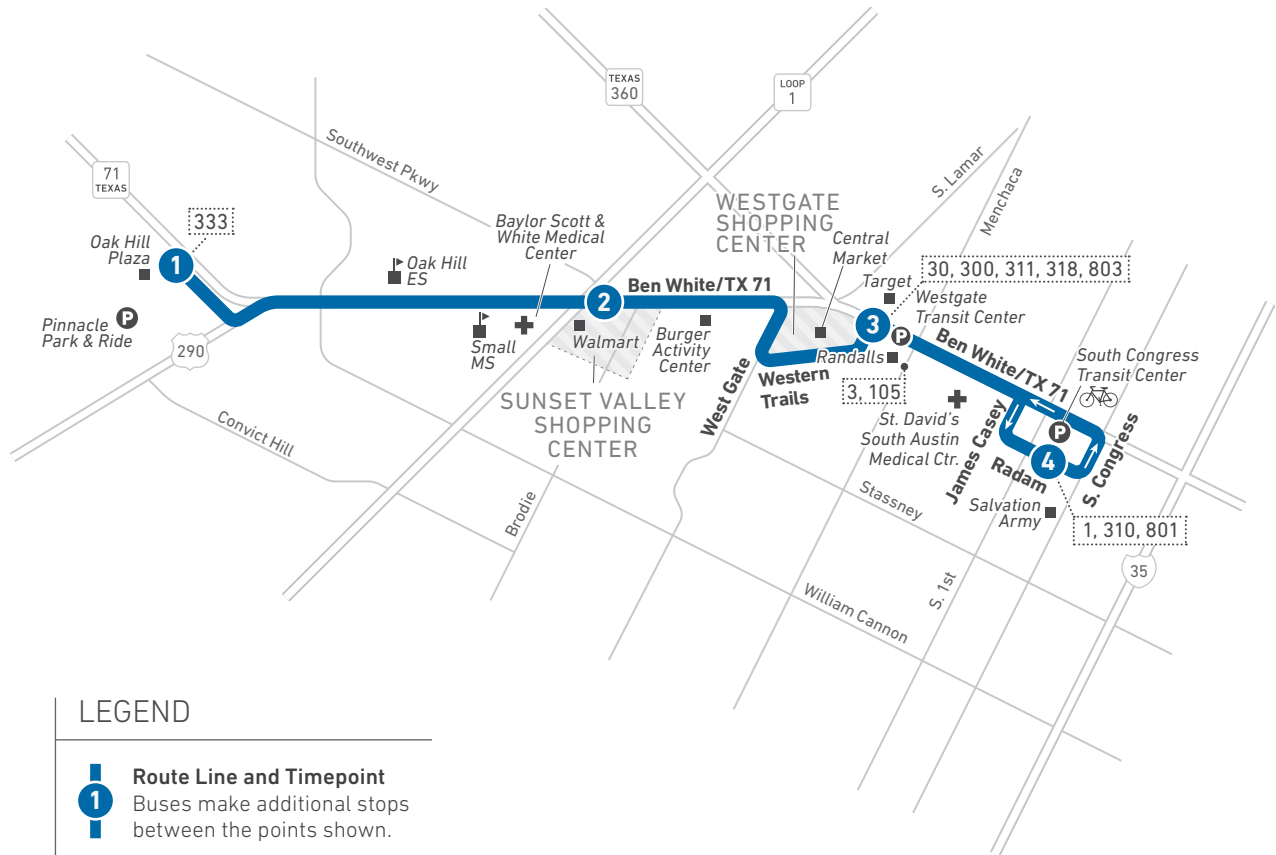 TEXAS
360
LOOP
1
Southwest Pkwy
71
TEXAS
333
Oak Hill
Plaza
1
Pinnacle
Park & Ride
P
290
Convict Hill
Oak Hill
ES
Baylor Scott &
White Medical
Center
Small
MS
2
Walmart
Ben White/TX 71
Burger
Activity
Center
SUNSET VALLEY
SHOPPING
CENTER
Brodie
WESTGATE
SHOPPING
CENTER
Central
Market
S. Lamar
Menchaca
Target
30, 300, 311, 318, 803
Westgate
Transit Center
3
P
Randalls
3, 105
West Gate
Western
Trails
Ben White/TX 71
South Congress
Transit Center
P
St. David's
South Austin
Medical Ctr.
James Casey
Radam
4
S. Congress
Salvation
Army
1, 310, 801
Stassney
S. 1st
William Cannon
35
LEGEND
1
Route Line and Timepoint
Buses make additional stops
between the points shown.